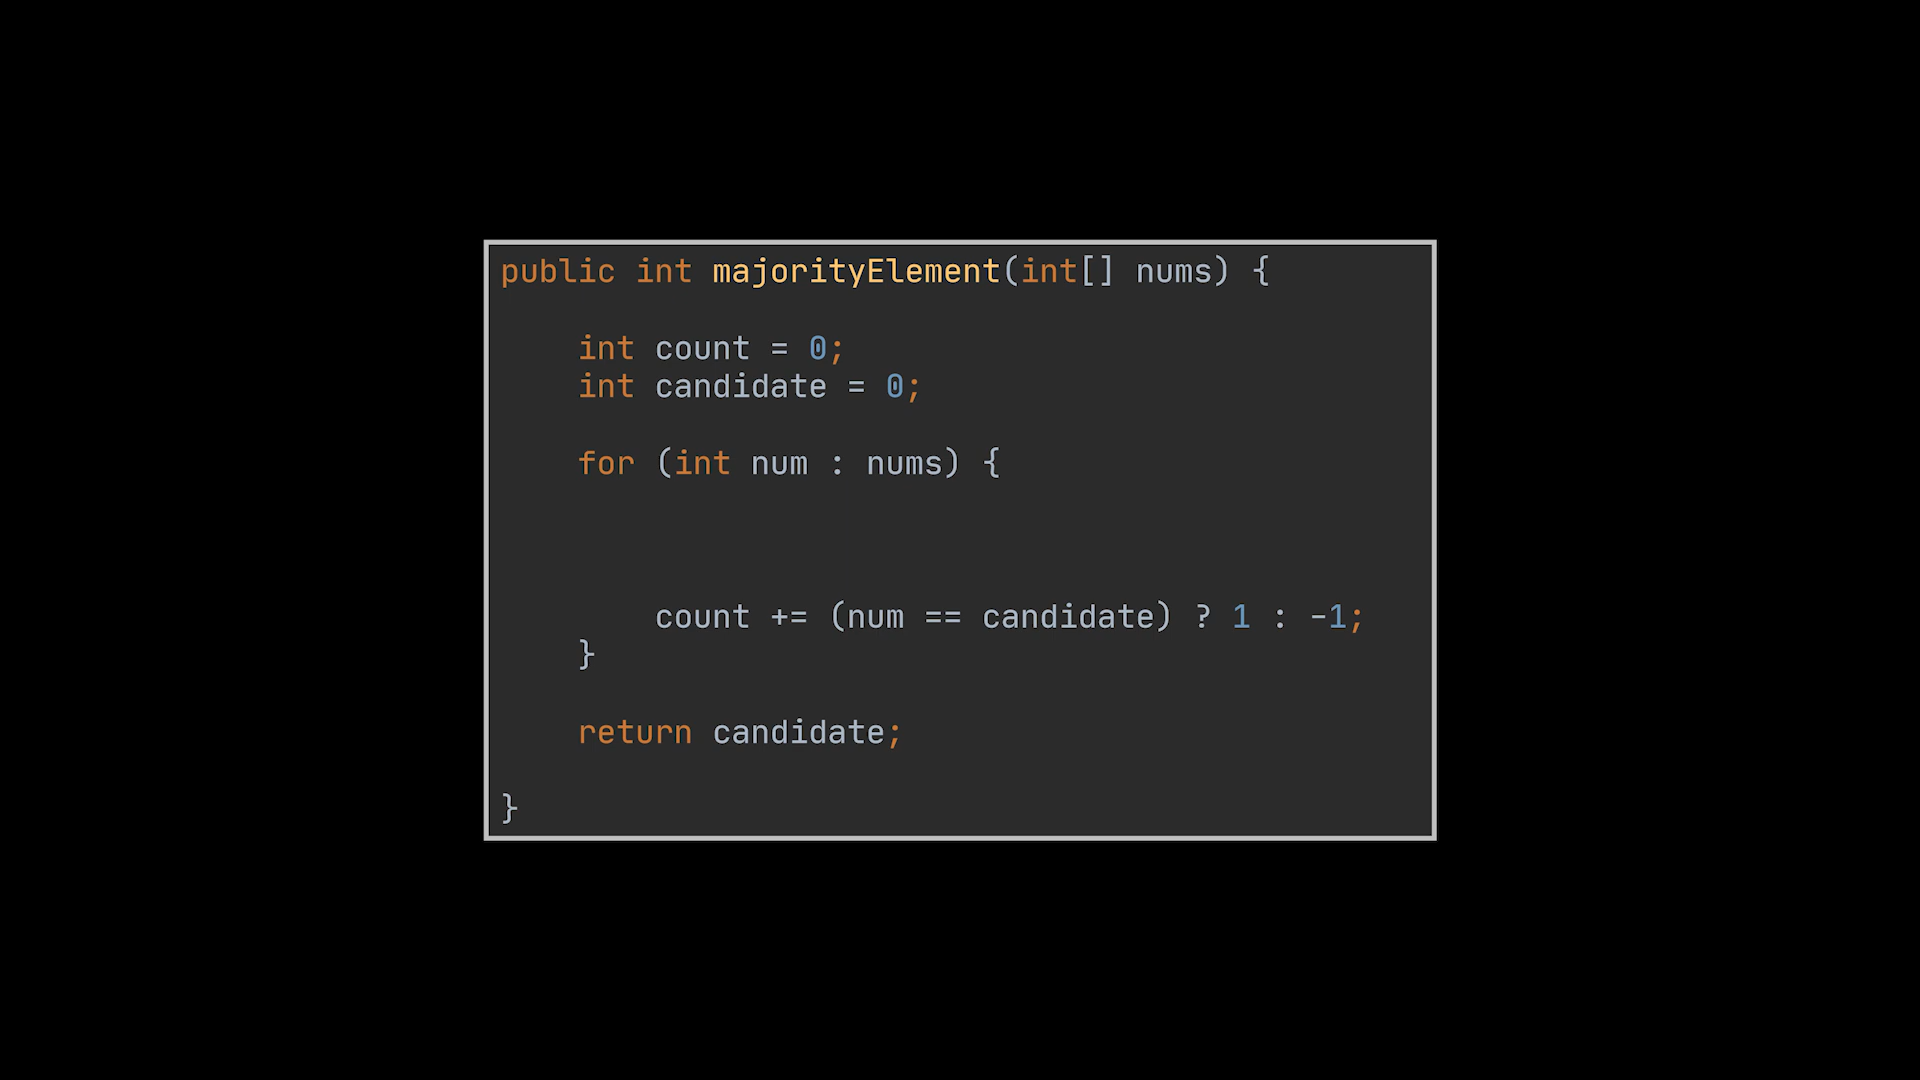 public int majorityElement(int[] nums) {
int count = 0;
int candidate = 0;
for (int num : nums) {
count += (num == candidate) ? 1 : -1;
}
return candidate;
}